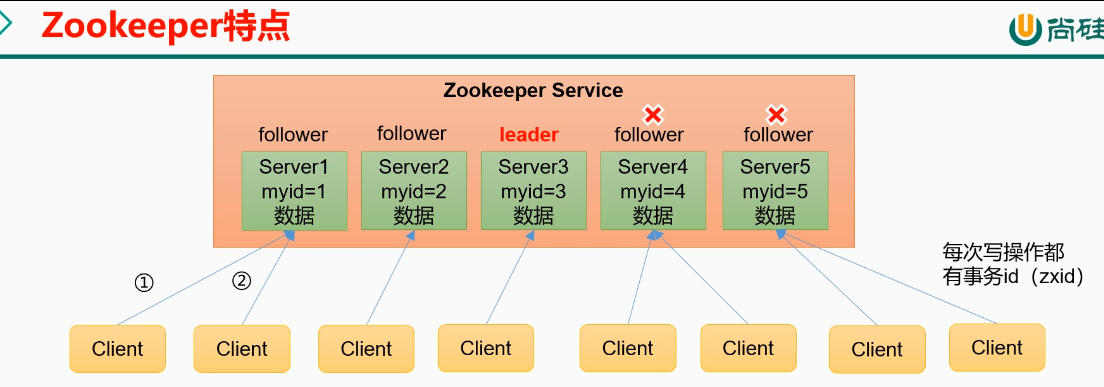 Zookeeper特点
尚硅
Zookeeper Service
follower
follower
leader
follower
follower
Server1
myid=1
数据
Server2
myid=2
数据
Server3
myid=3
数据
Server4
myid=4
数据
Server5
myid=5
数据
每次写操作都
有事务id（zxid）
①
②
Client
Client
Client
Client
Client
Client
Client
Client